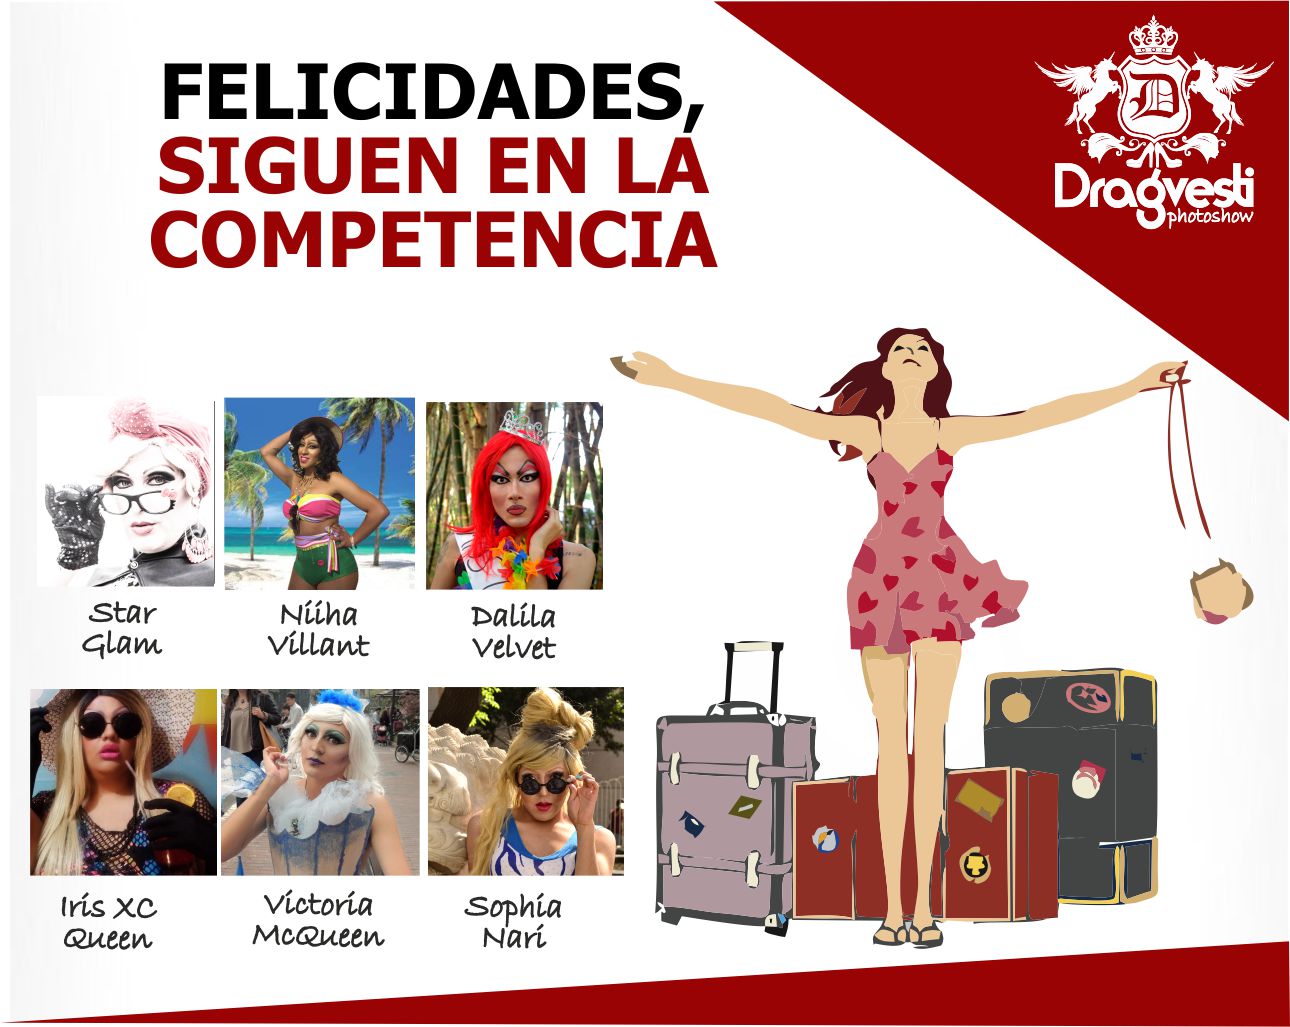 FELICIDADES,
SIGUEN EN LA
COMPETENCIA
D
Dragvesti
photoshow
Star
Glam
Niiha
Villant
Dalila
Velvet
Iris XC
Queen
Victoria
McQueen
Sophia
Nari